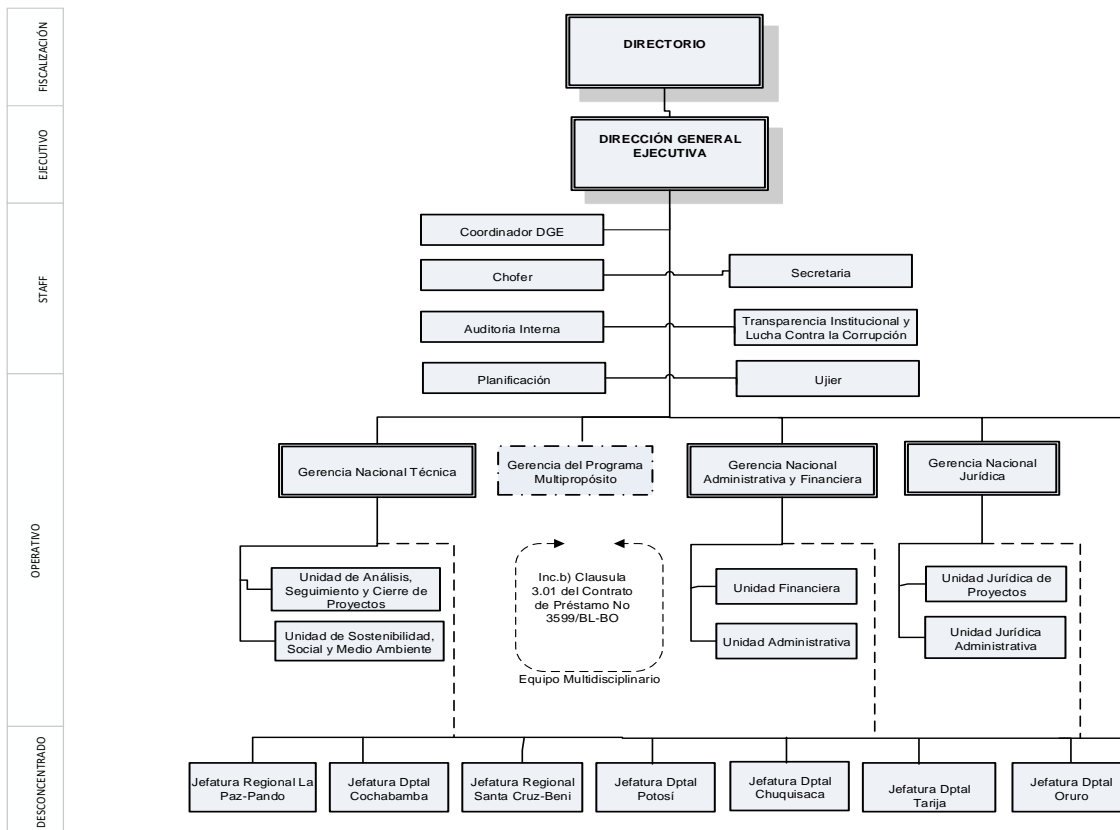 FISCALIZACIÓN
DIRECTORIO
EJECUTIVO
DIRECCIÓN GENERAL
EJECUTIVA
STAFF
Coordinador DGE
Chofer
Secretaria
Auditoria Interna
Transparencia Institucional y
Lucha Contra la Corrupción
Planificación
Ujier
OPERATIVO
Gerencia Nacional Técnica
Gerencia del Programa
Multipropósito
Gerencia Nacional
Administrativa y Financiera
Gerencia Nacional
Jurídica
Unidad de Análisis,
Seguimiento y Cierre de
Proyectos
Unidad de Sostenibilidad,
Social y Medio Ambiente
Inc.b) Clausula
3.01 del Contrato
de Préstamo No
3599/BL-BO
Equipo Multidisciplinario
Unidad Financiera
Unidad Administrativa
Unidad Jurídica de
Proyectos
Unidad Jurídica
Administrativa
DESCONCENTRADO
Jefatura Regional La
Paz-Pando
Jefatura Dptal
Cochabamba
Jefatura Regional
Santa Cruz-Beni
Jefatura Dptal
Potosí
Jefatura Dptal
Chuquisaca
Jefatura Dptal
Tarija
Jefatura Dptal
Oruro